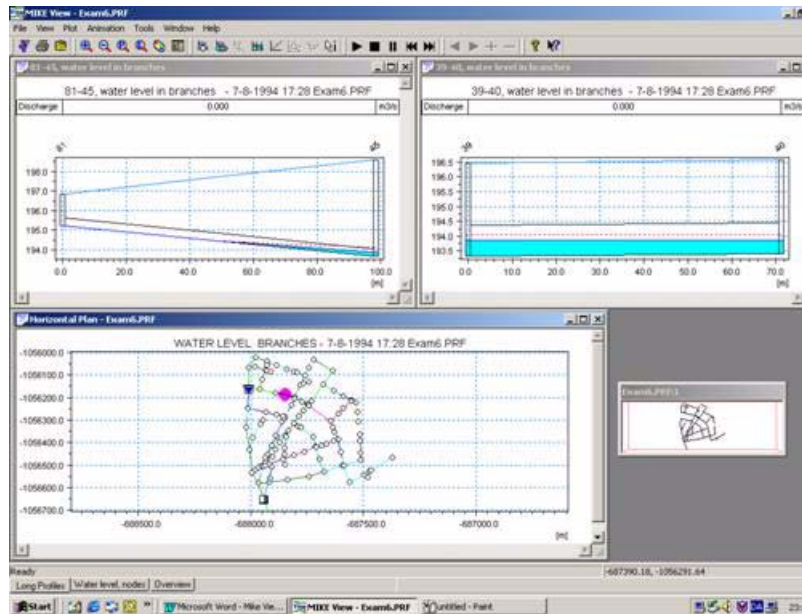 MIKE View - Exam6.PRF
File View Plot Animation Tools Window Help
81-45, water level in branches
81-45, water level in branches - 7-8-1994 17:28 Exam6.PRF
Discharge 0.000 m3/s
81 45
198.0
197.0
196.0
195.0
194.0
0.0 20.0 40.0 60.0 80.0 100.0
[m]
39-40, water level in branches
39-40, water level in branches - 7-8-1994 17:28 Exam6.PRF
Discharge 0.000 m3/s
39 40
196.5
196.0
195.5
195.0
194.5
194.0
193.5
0.0 10.0 20.0 30.0 40.0 50.0 60.0 70.0
[m]
Horizontal Plan - Exam6.PRF
WATER LEVEL BRANCHES - 7-8-1994 17:28 Exam6.PRF
-1056000.0
-1056100.0
-1056200.0
-1056300.0
-1056400.0
-1056500.0
-1056600.0
-1056700.0
-688500.0 -688000.0 -687500.0 -687000.0
[m]
Exam6.PRF:1
Ready
-687390.18, -1056291.64
Long Profiles Water level, nodes Overview
Start Microsoft Word - Mike Vie... MIKE View - Exam6.PRF untitled - Paint